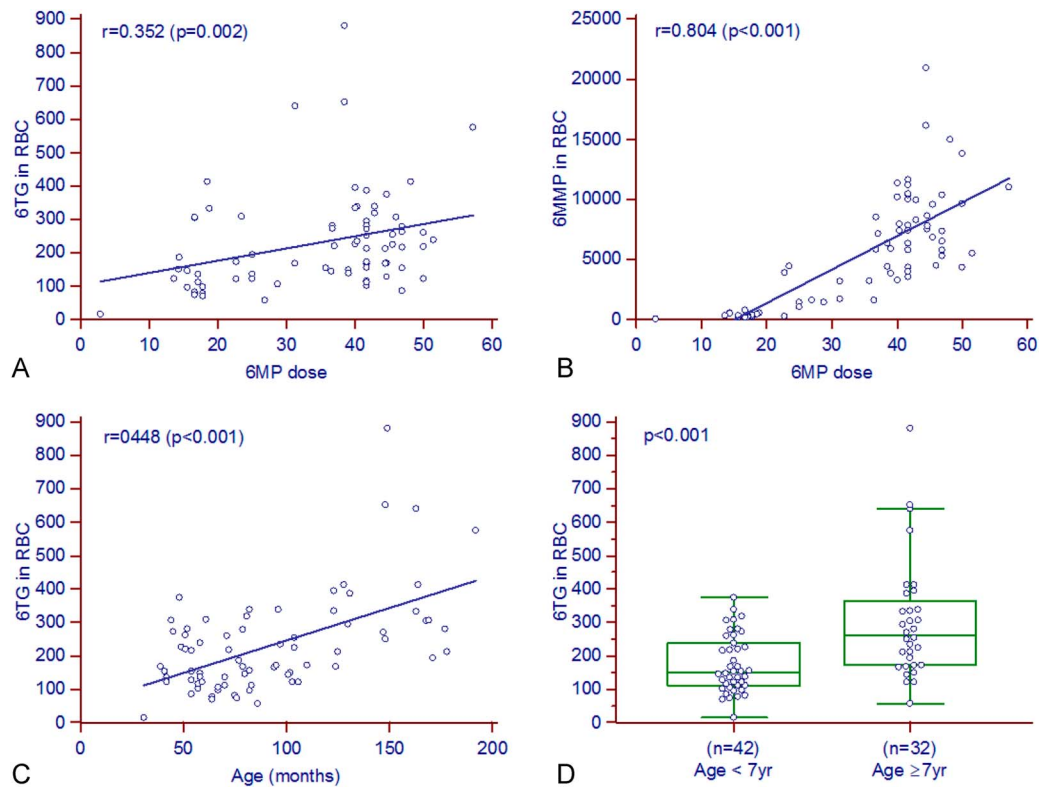 900
800
700
600
500
400
300
200
100
0
6TG in RBC
r=0.352 (p=0.002)
0 10 20 30 40 50 60
6MP dose
A
25000
20000
15000
10000
5000
0
6MMP in RBC
r=0.804 (p<0.001)
0 10 20 30 40 50 60
6MP dose
B
900
800
700
600
500
400
300
200
100
0
6TG in RBC
r=0448 (p<0.001)
0 50 100 150 200
Age (months)
C
900
800
700
600
500
400
300
200
100
0
6TG in RBC
p<0.001
(n=42) (n=32)
Age < 7yr Age ≥7yr
D